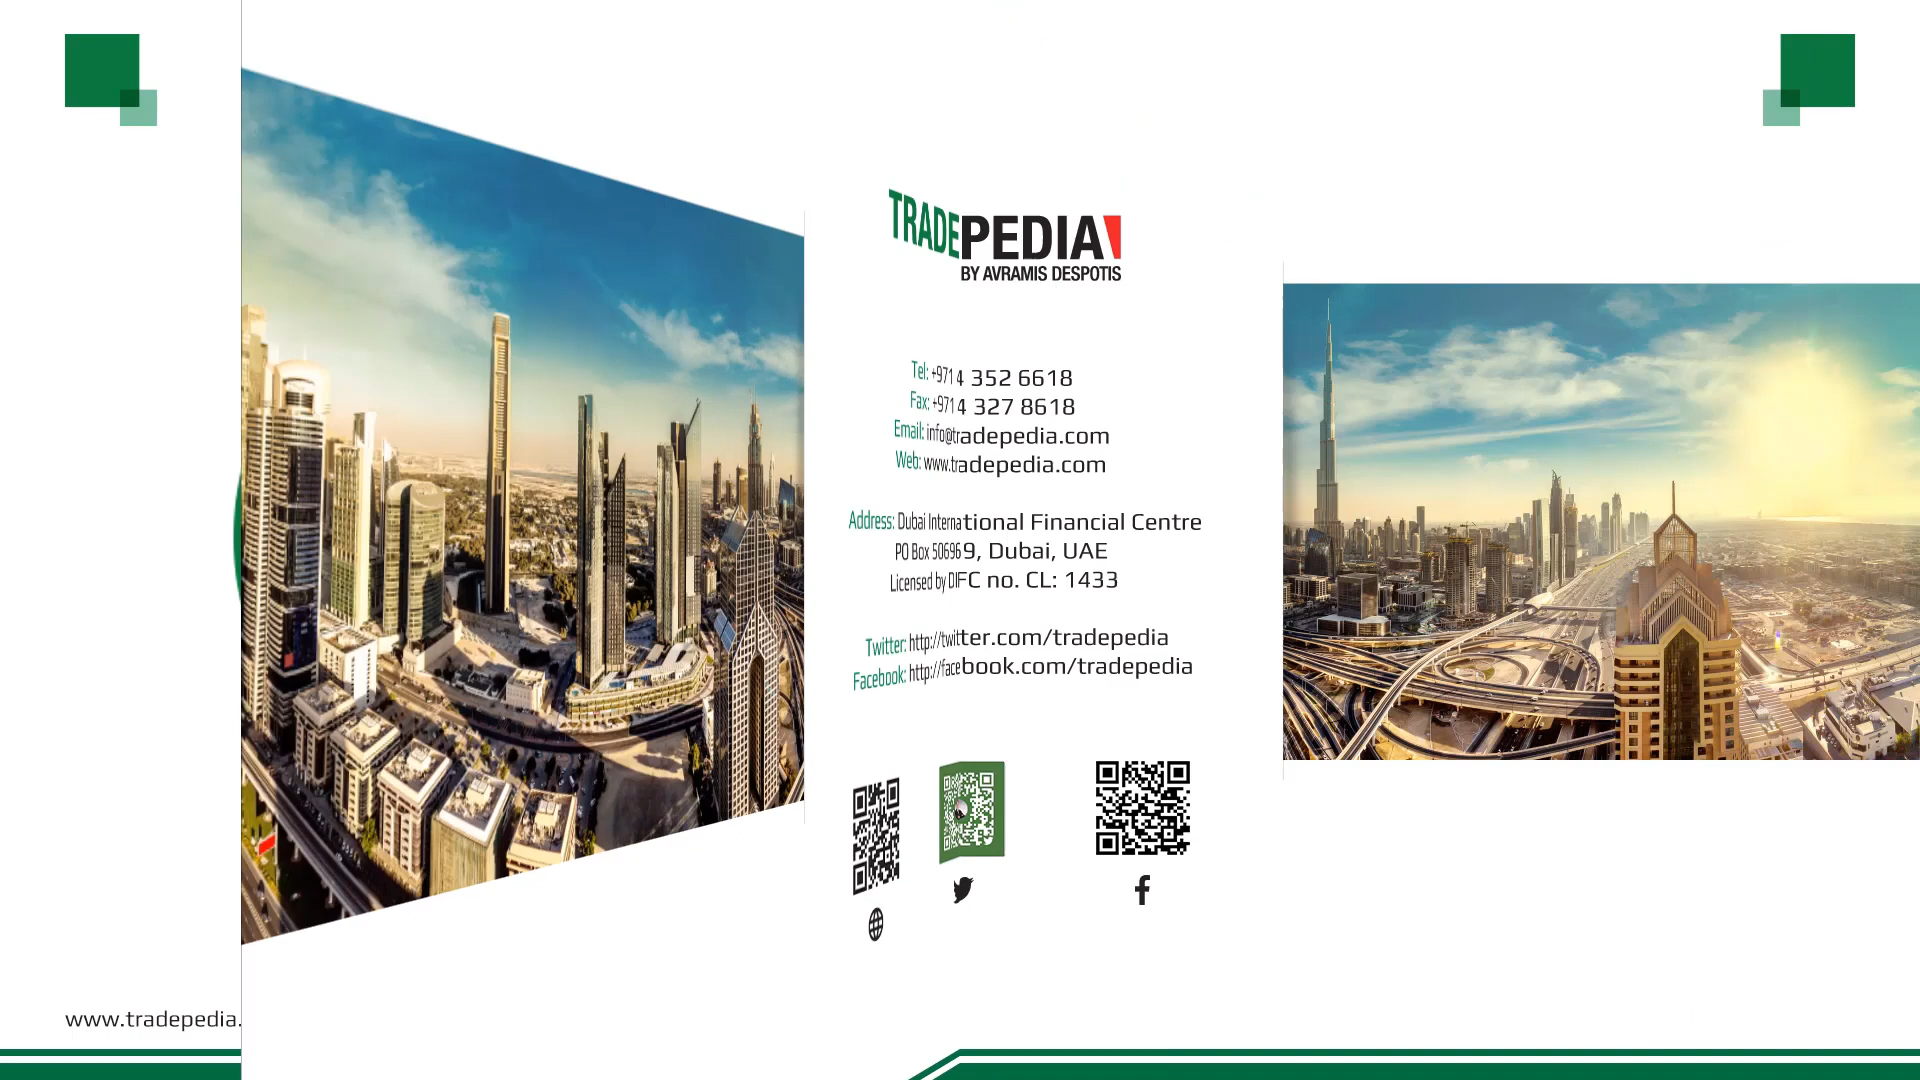 TRADEPEDIA
BY AVRAMIS DESPOTIS
Tel: +971 4 352 6618
Fax: +971 4 327 8618
Email: info@tradepedia.com
Web: www.tradepedia.com
Address: Dubai International Financial Centre
PO Box 506969, Dubai, UAE
Licensed by DIFC no. CL: 1433
Twitter: http://twitter.com/tradepedia
Facebook: http://facebook.com/tradepedia
www.tradepedia.